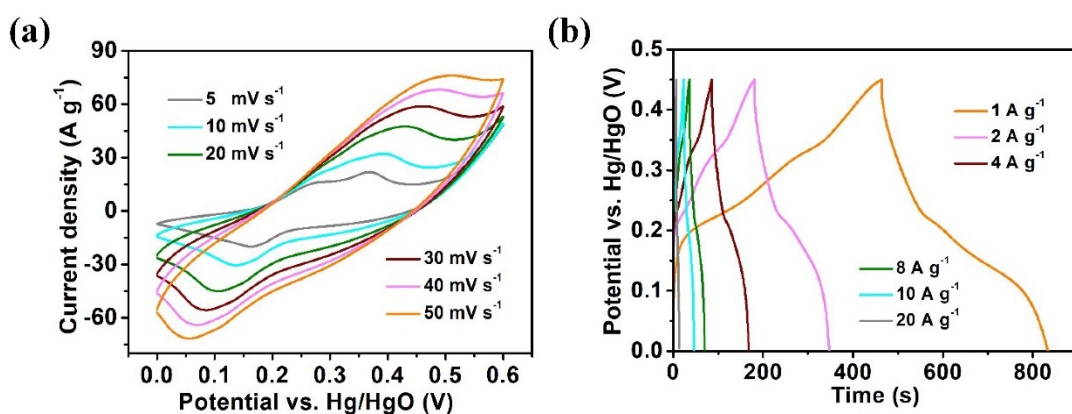 (a)
90
60
30
0
-30
-60
Current density (A g⁻¹)
5 mV s⁻¹
10 mV s⁻¹
20 mV s⁻¹
30 mV s⁻¹
40 mV s⁻¹
50 mV s⁻¹
0.0 0.1 0.2 0.3 0.4 0.5 0.6
Potential vs. Hg/HgO (V)
(b)
0.5
0.4
0.3
0.2
0.1
0.0
Potential vs. Hg/HgO (V)
1 A g⁻¹
2 A g⁻¹
4 A g⁻¹
8 A g⁻¹
10 A g⁻¹
20 A g⁻¹
0 200 400 600 800
Time (s)